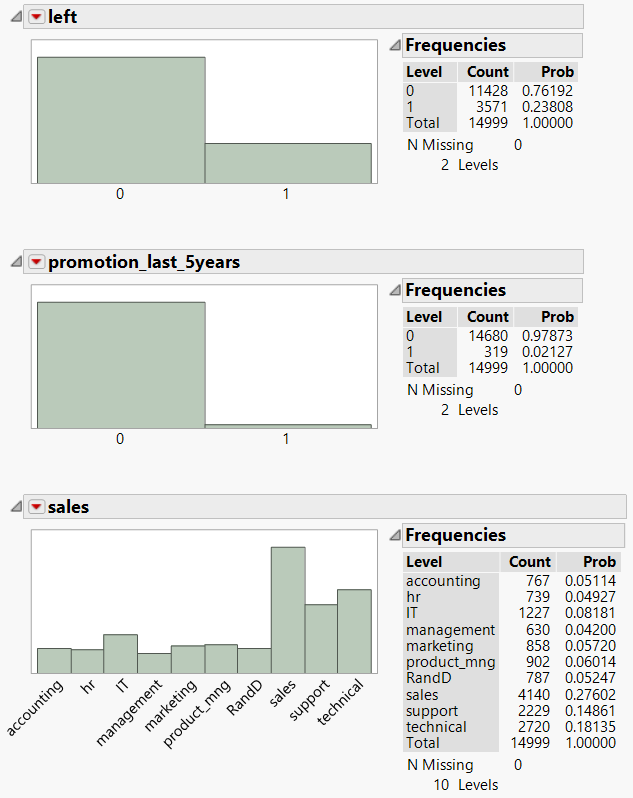 left
0 1
Frequencies
Level Count Prob
0 11428 0.76192
1 3571 0.23808
Total 14999 1.00000
N Missing 0
2 Levels
promotion_last_5years
0 1
Frequencies
Level Count Prob
0 14680 0.97873
1 319 0.02127
Total 14999 1.00000
N Missing 0
2 Levels
sales
accounting hr IT management marketing product_mng RandD sales support technical
Frequencies
Level Count Prob
accounting 767 0.05114
hr 739 0.04927
IT 1227 0.08181
management 630 0.04200
marketing 858 0.05720
product_mng 902 0.06014
RandD 787 0.05247
sales 4140 0.27602
support 2229 0.14861
technical 2720 0.18135
Total 14999 1.00000
N Missing 0
10 Levels